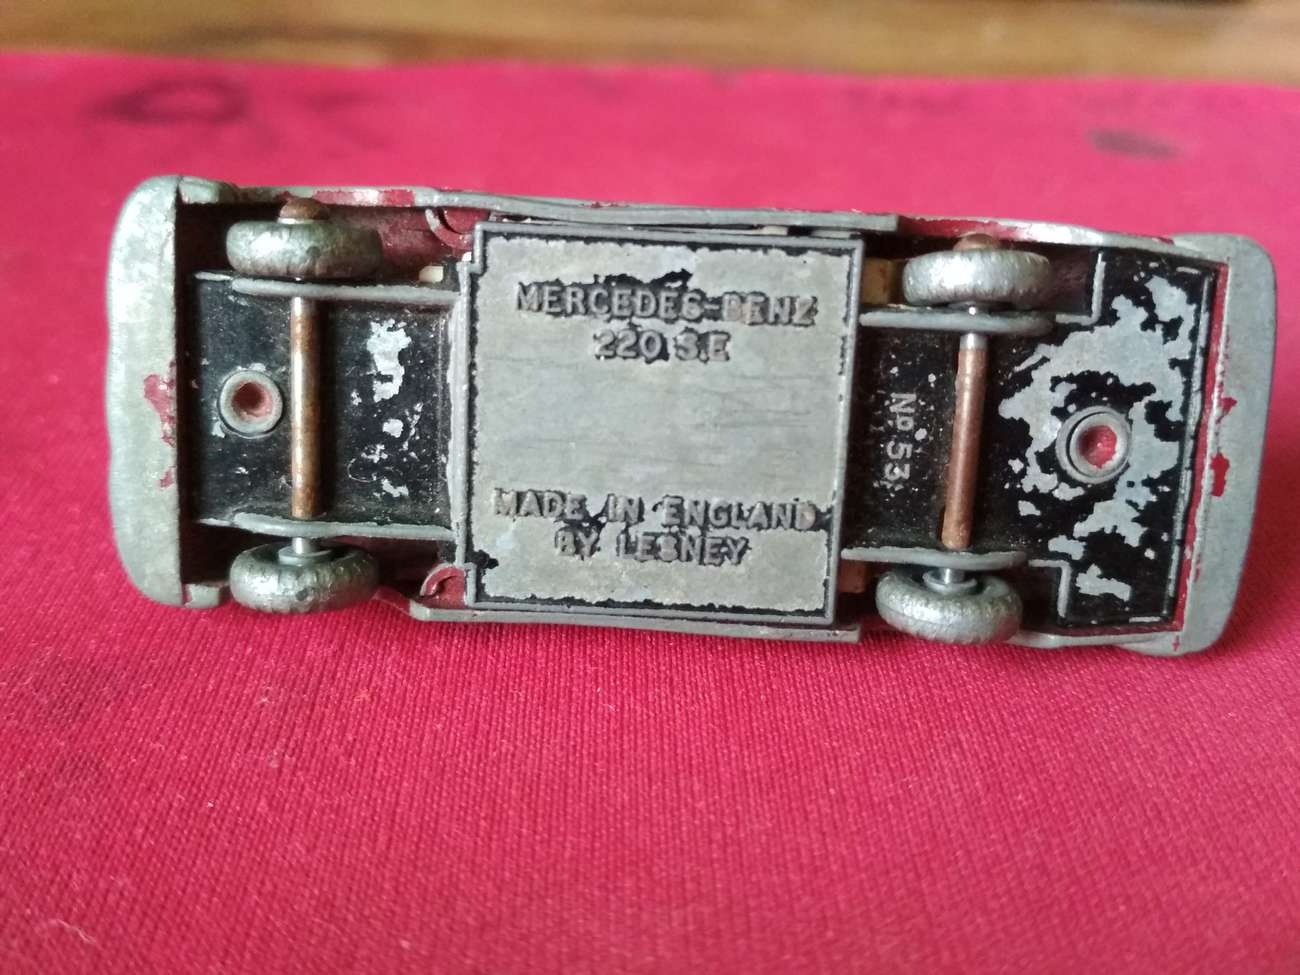 MERCEDES-BENZ
220 S.E
MADE IN ENGLAND
BY LESNEY
Nº 53